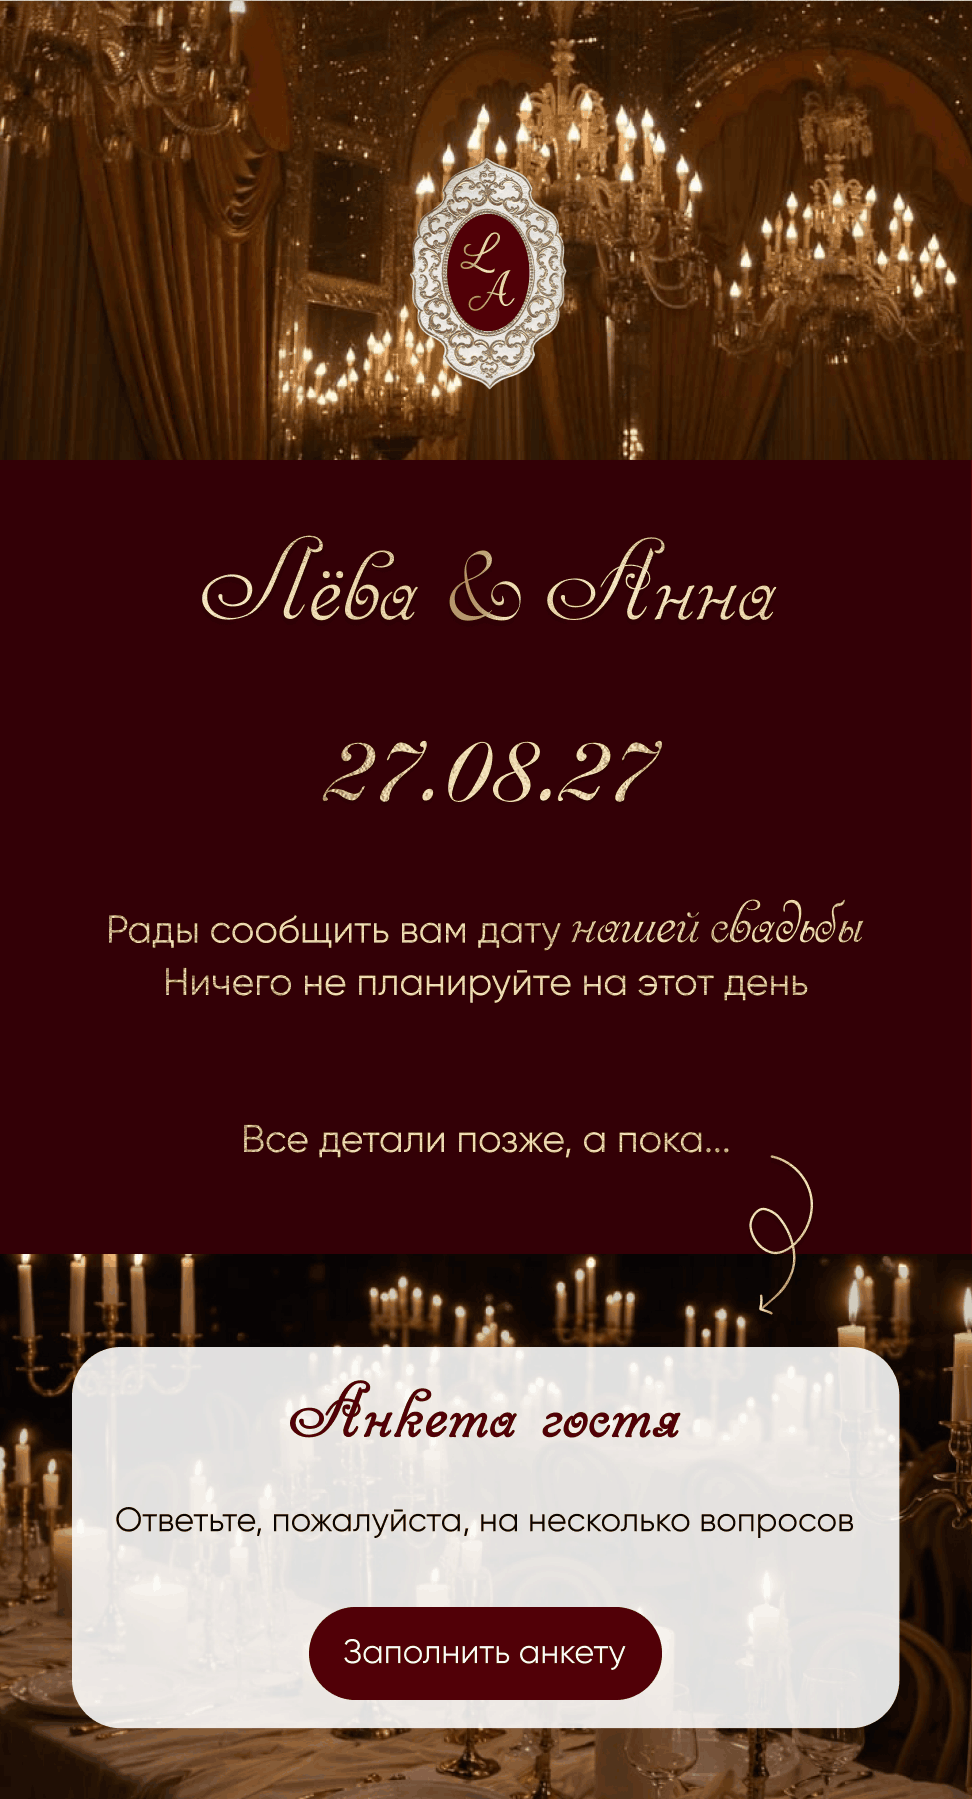 L
A
Лёва & Анна
27.08.27
Рады сообщить вам дату нашей свадьбы
Ничего не планируйте на этот день
Все детали позже, а пока...
Анкета гостя
Ответьте, пожалуйста, на несколько вопросов
Заполнить анкету